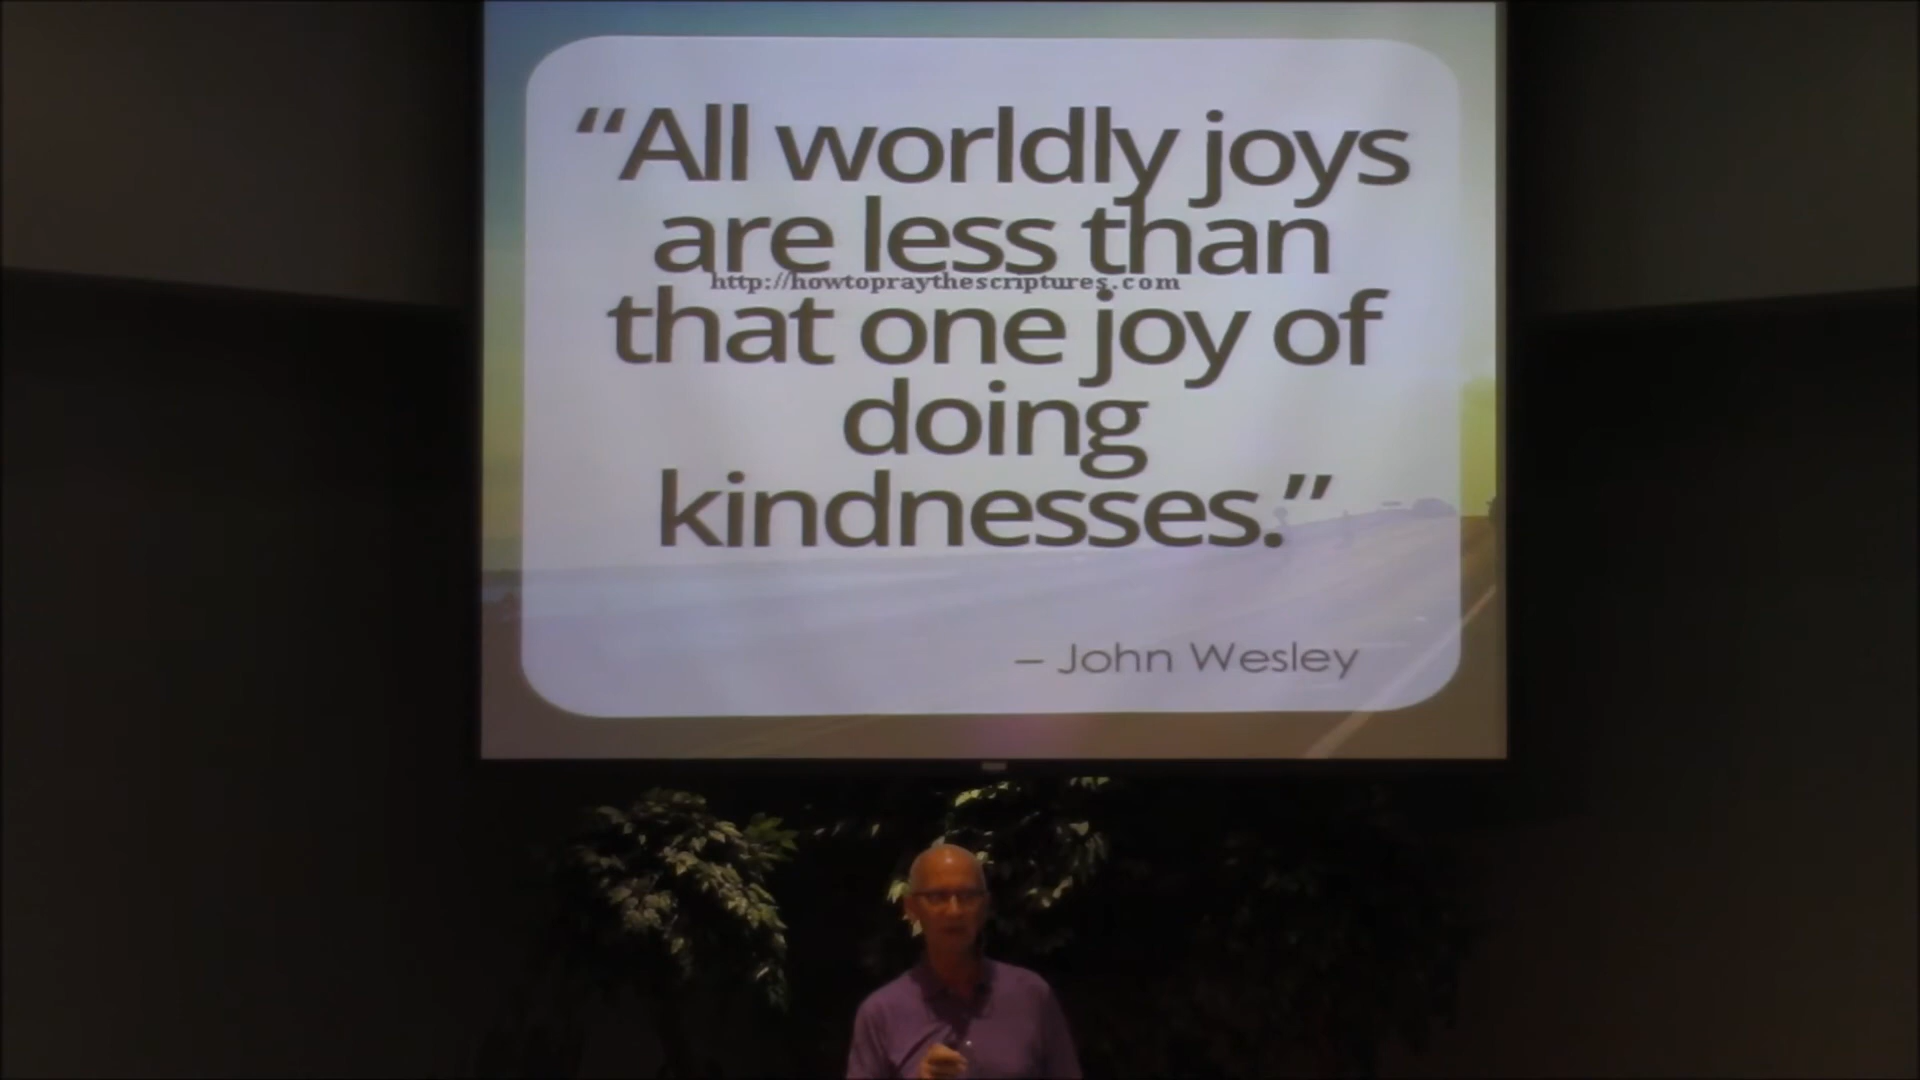 “All worldly joys
are less than
http://howtopraythescriptures.com
that one joy of
doing
kindnesses.”
– John Wesley